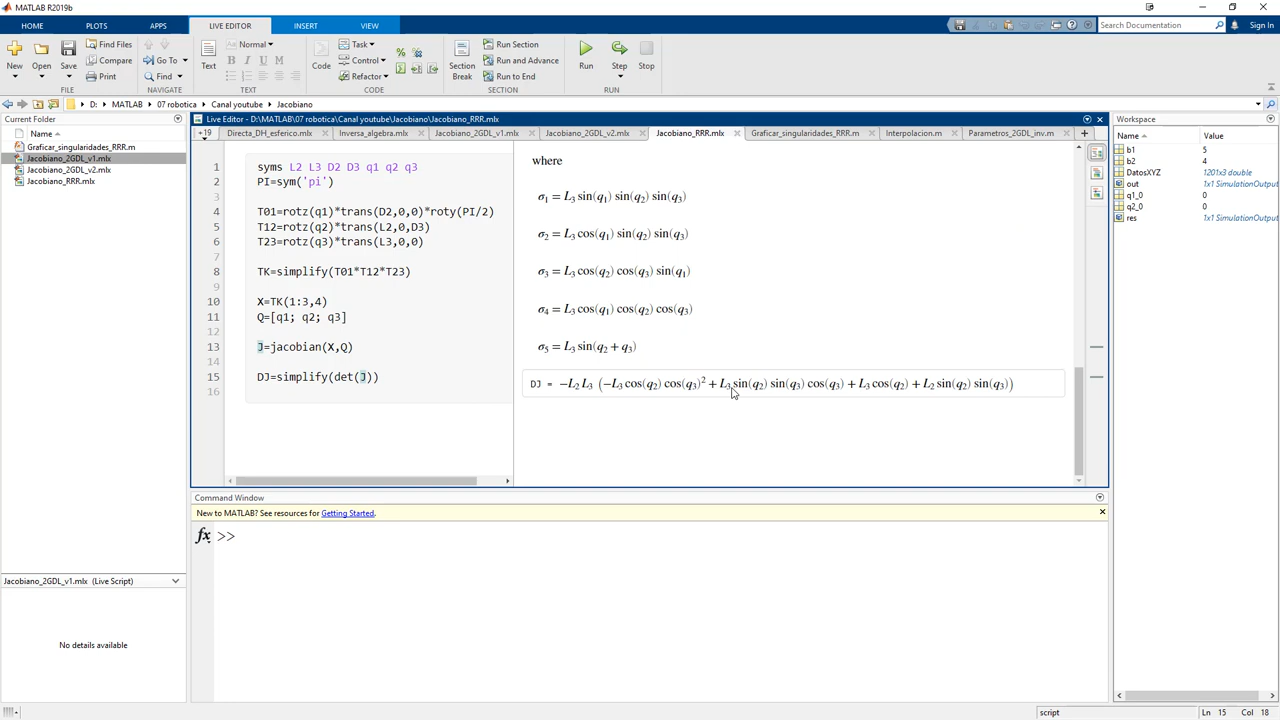 MATLAB R2019b
HOME PLOTS APPS LIVE EDITOR INSERT VIEW Search Documentation Sign In
New Open Save Find Files Compare Print Go To Find Text Normal B I U M Code Task Control Refactor Section Break Run Section Run and Advance Run to End Run Step Stop
FILE NAVIGATE TEXT CODE SECTION RUN
D: MATLAB 07 robotica Canal youtube Jacobiano
Current Folder
Name
Graficar_singularidades_RRR.m
Jacobiano_2GDL_v1.mlx
Jacobiano_2GDL_v2.mlx
Jacobiano_RRR.mlx
Jacobiano_2GDL_v1.mlx (Live Script)
No details available
Live Editor - D:\MATLAB\07 robotica\Canal youtube\Jacobiano\Jacobiano_RRR.mlx
+19 Directa_DH_esferico.mlx Inversa_algebra.mlx Jacobiano_2GDL_v1.mlx Jacobiano_2GDL_v2.mlx Jacobiano_RRR.mlx Graficar_singularidades_RRR.m Interpolacion.m Parametros_2GDL_inv.m
1 syms L2 L3 D2 D3 q1 q2 q3
2 PI=sym('pi')
3
4 T01=rotz(q1)*trans(D2,0,0)*roty(PI/2)
5 T12=rotz(q2)*trans(L2,0,D3)
6 T23=rotz(q3)*trans(L3,0,0)
7
8 TK=simplify(T01*T12*T23)
9
10 X=TK(1:3,4)
11 Q=[q1; q2; q3]
12
13 J=jacobian(X,Q)
14
15 DJ=simplify(det(J))
16
where
σ₁ = L₃ sin(q₁) sin(q₂) sin(q₃)
σ₂ = L₃ cos(q₁) sin(q₂) sin(q₃)
σ₃ = L₃ cos(q₂) cos(q₃) sin(q₁)
σ₄ = L₃ cos(q₁) cos(q₂) cos(q₃)
σ₅ = L₃ sin(q₂ + q₃)
DJ = −L₂ L₃ (−L₃ cos(q₂) cos(q₃)² + L₃ sin(q₂) sin(q₃) cos(q₃) + L₃ cos(q₂) + L₂ sin(q₂) sin(q₃))
Command Window
New to MATLAB? See resources for Getting Started.
fx >>
Workspace
Name Value
b1 5
b2 4
DatosXYZ 1201x3 double
out 1x1 SimulationOutpu
q1_0 0
q2_0 0
res 1x1 SimulationOutpu
script Ln 15 Col 18